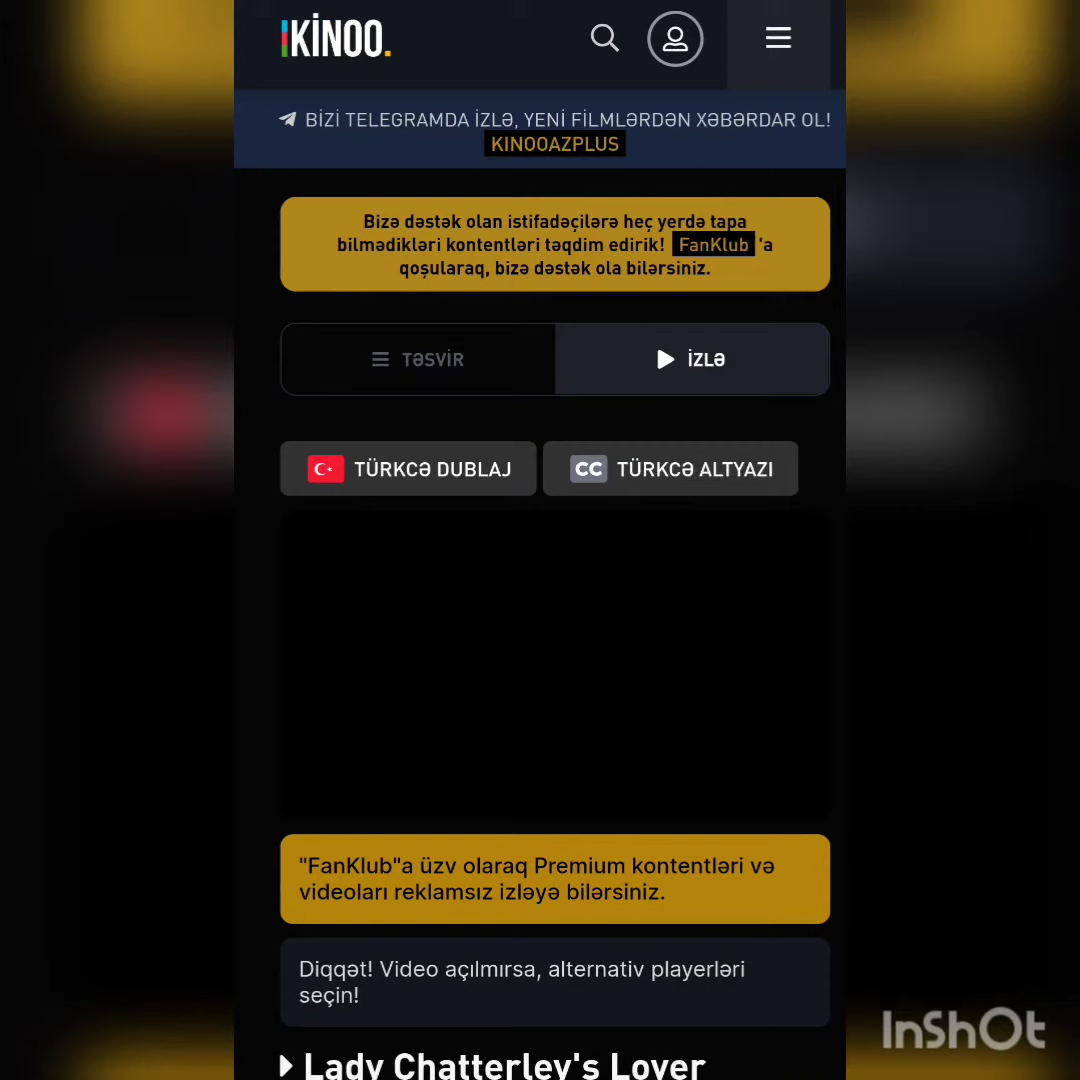 KİNOO.
BİZİ TELEGRAMDA İZLƏ, YENİ FİLMLƏRDƏN XƏBƏRDAR OL!
KINOOAZPLUS
Bizə dəstək olan istifadəçilərə heç yerdə tapa
bilmədikləri kontentləri təqdim edirik! FanKlub 'a
qoşularaq, bizə dəstək ola bilərsiniz.
TƏSVİR
İZLƏ
TÜRKCƏ DUBLAJ
CC TÜRKCƏ ALTYAZI
"FanKlub"a üzv olaraq Premium kontentləri və
videoları reklamsız izləyə bilərsiniz.
Diqqət! Video açılmırsa, alternativ playerləri
seçin!
Lady Chatterley's Lover
InShOt